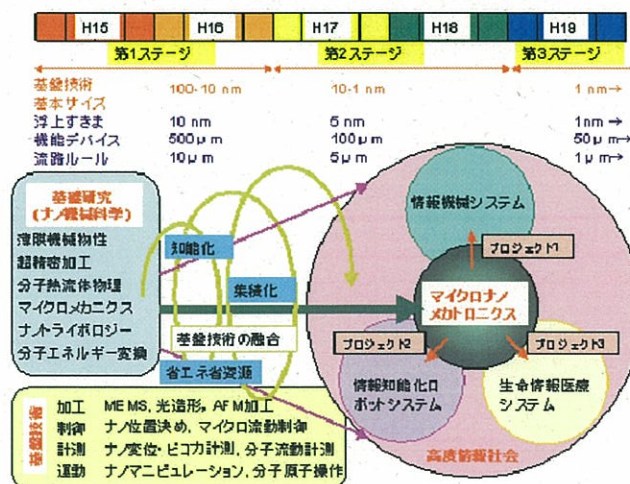 H15 H16 H17 H18 H19
第1ステージ 第2ステージ 第3ステージ
基盤技術 100-10 nm 10-1 nm 1 nm→
基本サイズ
浮上すきま 10 nm 5 nm 1nm→
機能デバイス 500μm 100μm 50μm→
流路ルール 10μm 5μm 1μm→
基礎研究
(ナノ機械科学)
薄膜機械物性
超精密加工
分子熱流体物理
マイクロメカニクス
ナノトライボロジー
分子エネルギー変換
知能化
集積化
基盤技術の融合
省エネ省資源
情報機械システム
プロジェクト1
マイクロナノ
メカトロニクス
プロジェクト2
プロジェクト3
情報知能化ロ
ボットシステム
生命情報医療
システム
高度情報社会
基盤技術
加工 MEMS, 光造形, AFM加工
制御 ナノ位置決め, マイクロ流動制御
計測 ナノ変位・ピコ力計測, 分子流動計測
運動 ナノマニピュレーション, 分子原子操作